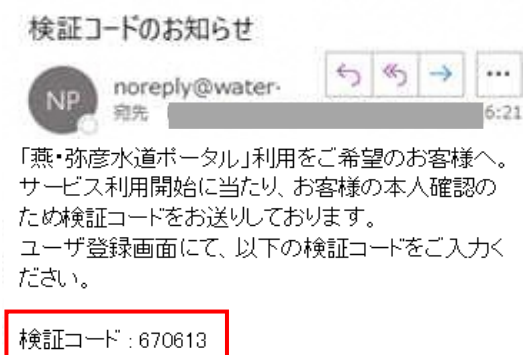 検証コードのお知らせ
NP
noreply@water-
宛先
6:21
「燕・弥彦水道ポータル」利用をご希望のお客様へ。
サービス利用開始に当たり、お客様の本人確認の
ため検証コードをお送りしております。
ユーザ登録画面にて、以下の検証コードをご入力く
ださい。
検証コード : 670613